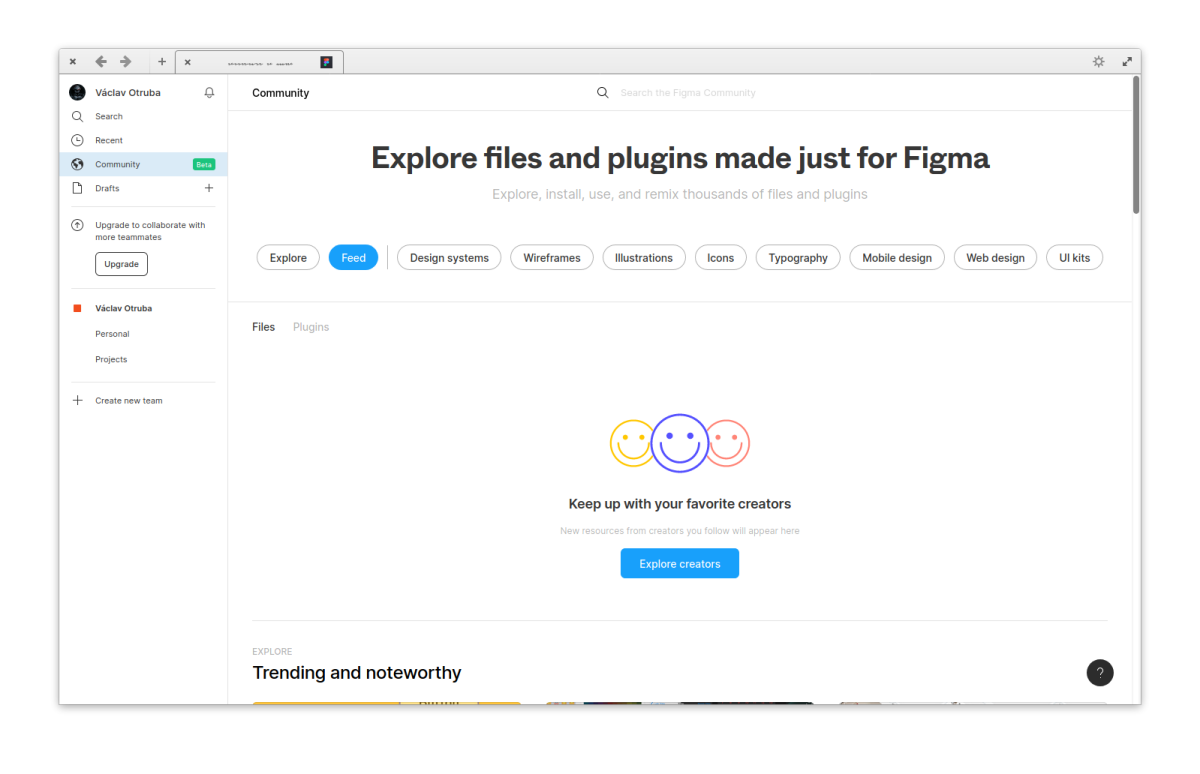 Václav Otruba
Search
Recent
Community Beta
Drafts
Upgrade to collaborate with
more teammates
Upgrade
Václav Otruba
Personal
Projects
Create new team
Community
Search the Figma Community
Explore files and plugins made just for Figma
Explore, install, use, and remix thousands of files and plugins
Explore Feed Design systems Wireframes Illustrations Icons Typography Mobile design Web design UI kits
Files Plugins
Keep up with your favorite creators
New resources from creators you follow will appear here
Explore creators
EXPLORE
Trending and noteworthy
?